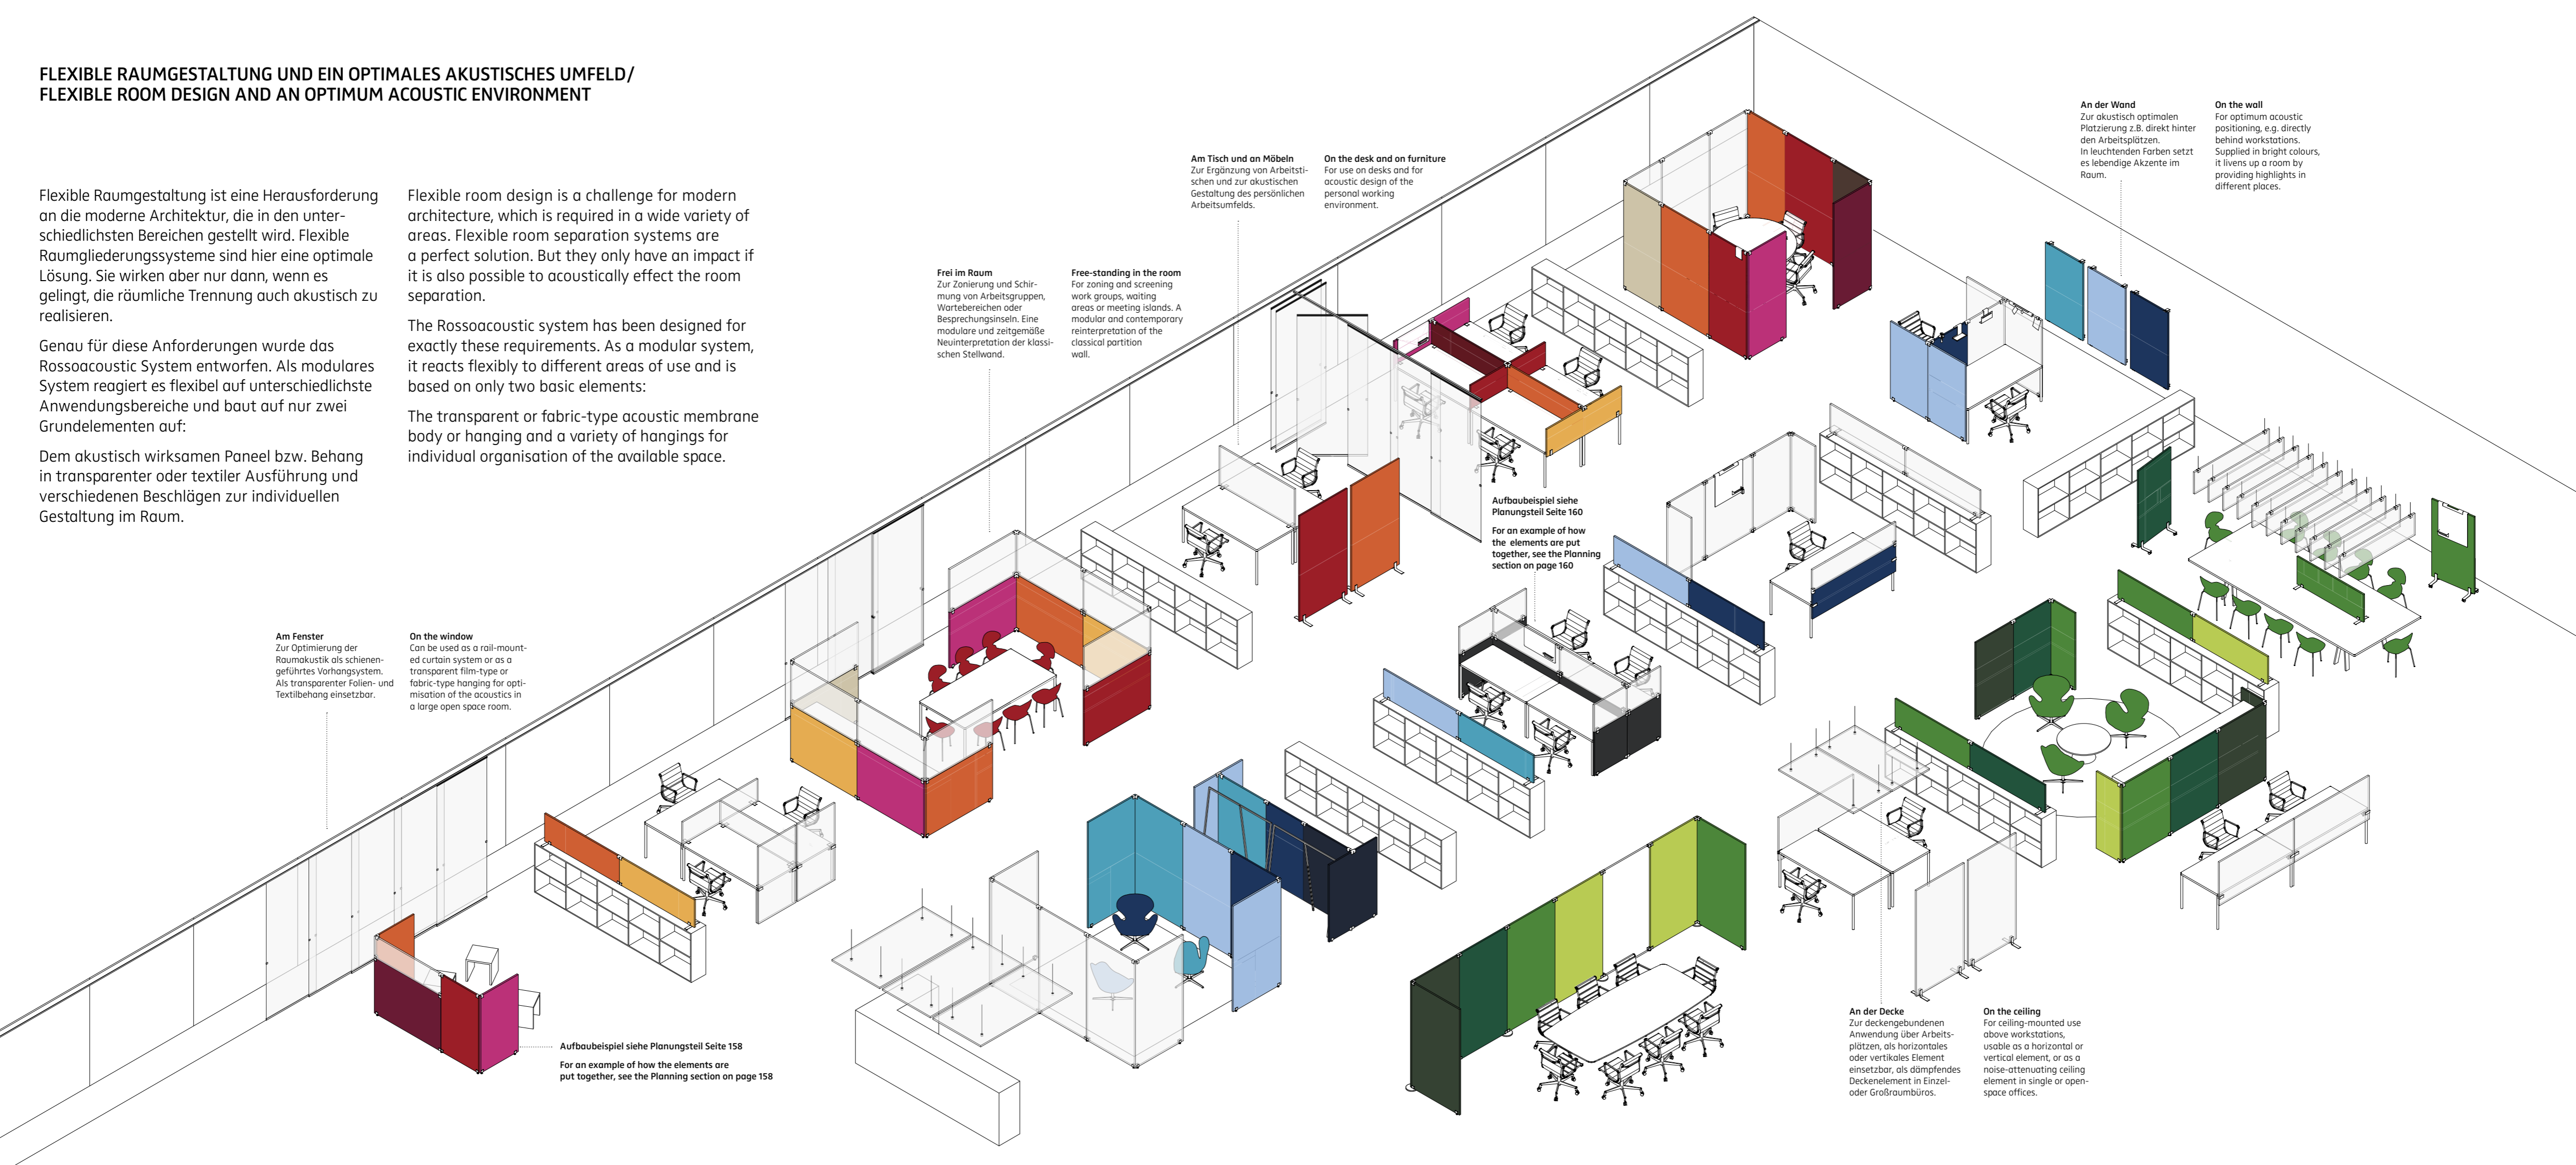 FLEXIBLE RAUMGESTALTUNG UND EIN OPTIMALES AKUSTISCHES UMFELD/
FLEXIBLE ROOM DESIGN AND AN OPTIMUM ACOUSTIC ENVIRONMENT
Flexible Raumgestaltung ist eine Herausforderung
an die moderne Architektur, die in den unter-
schiedlichsten Bereichen gestellt wird. Flexible
Raumgliederungssysteme sind hier eine optimale
Lösung. Sie wirken aber nur dann, wenn es
gelingt, die räumliche Trennung auch akustisch zu
realisieren.
Genau für diese Anforderungen wurde das
Rossoacoustic System entworfen. Als modulares
System reagiert es flexibel auf unterschiedlichste
Anwendungsbereiche und baut auf nur zwei
Grundelementen auf:
Dem akustisch wirksamen Paneel bzw. Behang
in transparenter oder textiler Ausführung und
verschiedenen Beschlägen zur individuellen
Gestaltung im Raum.
Flexible room design is a challenge for modern
architecture, which is required in a wide variety of
areas. Flexible room separation systems are
a perfect solution. But they only have an impact if
it is also possible to acoustically effect the room
separation.
The Rossoacoustic system has been designed for
exactly these requirements. As a modular system,
it reacts flexibly to different areas of use and is
based on only two basic elements:
The transparent or fabric-type acoustic membrane
body or hanging and a variety of hangings for
individual organisation of the available space.
Am Fenster
Zur Optimierung der
Raumakustik als schienen-
geführtes Vorhangsystem.
Als transparenter Folien- und
Textilbehang einsetzbar.
On the window
Can be used as a rail-mount-
ed curtain system or as a
transparent film-type or
fabric-type hanging for opti-
misation of the acoustics in
a large open space room.
Frei im Raum
Zur Zonierung und Schir-
mung von Arbeitsgruppen,
Wartebereichen oder
Besprechungsinseln. Eine
modulare und zeitgemäße
Neuinterpretation der klassi-
schen Stellwand.
Free-standing in the room
For zoning and screening
work groups, waiting
areas or meeting islands. A
modular and contemporary
reinterpretation of the
classical partition
wall.
Am Tisch und an Möbeln
Zur Ergänzung von Arbeitsti-
schen und zur akustischen
Gestaltung des persönlichen
Arbeitsumfelds.
On the desk and on furniture
For use on desks and for
acoustic design of the
personal working
environment.
An der Wand
Zur akustisch optimalen
Platzierung z.B. direkt hinter
den Arbeitsplätzen.
In leuchtenden Farben setzt
es lebendige Akzente im
Raum.
On the wall
For optimum acoustic
positioning, e.g. directly
behind workstations.
Supplied in bright colours,
it livens up a room by
providing highlights in
different places.
Aufbaubeispiel siehe
Planungsteil Seite 160
For an example of how
the elements are put
together, see the Planning
section on page 160
Aufbaubeispiel siehe Planungsteil Seite 158
For an example of how the elements are
put together, see the Planning section on page 158
An der Decke
Zur deckengebundenen
Anwendung über Arbeits-
plätzen, als horizontales
oder vertikales Element
einsetzbar, als dämpfendes
Deckenelement in Einzel-
oder Großraumbüros.
On the ceiling
For ceiling-mounted use
above workstations,
usable as a horizontal or
vertical element, or as a
noise-attenuating ceiling
element in single or open-
space offices.